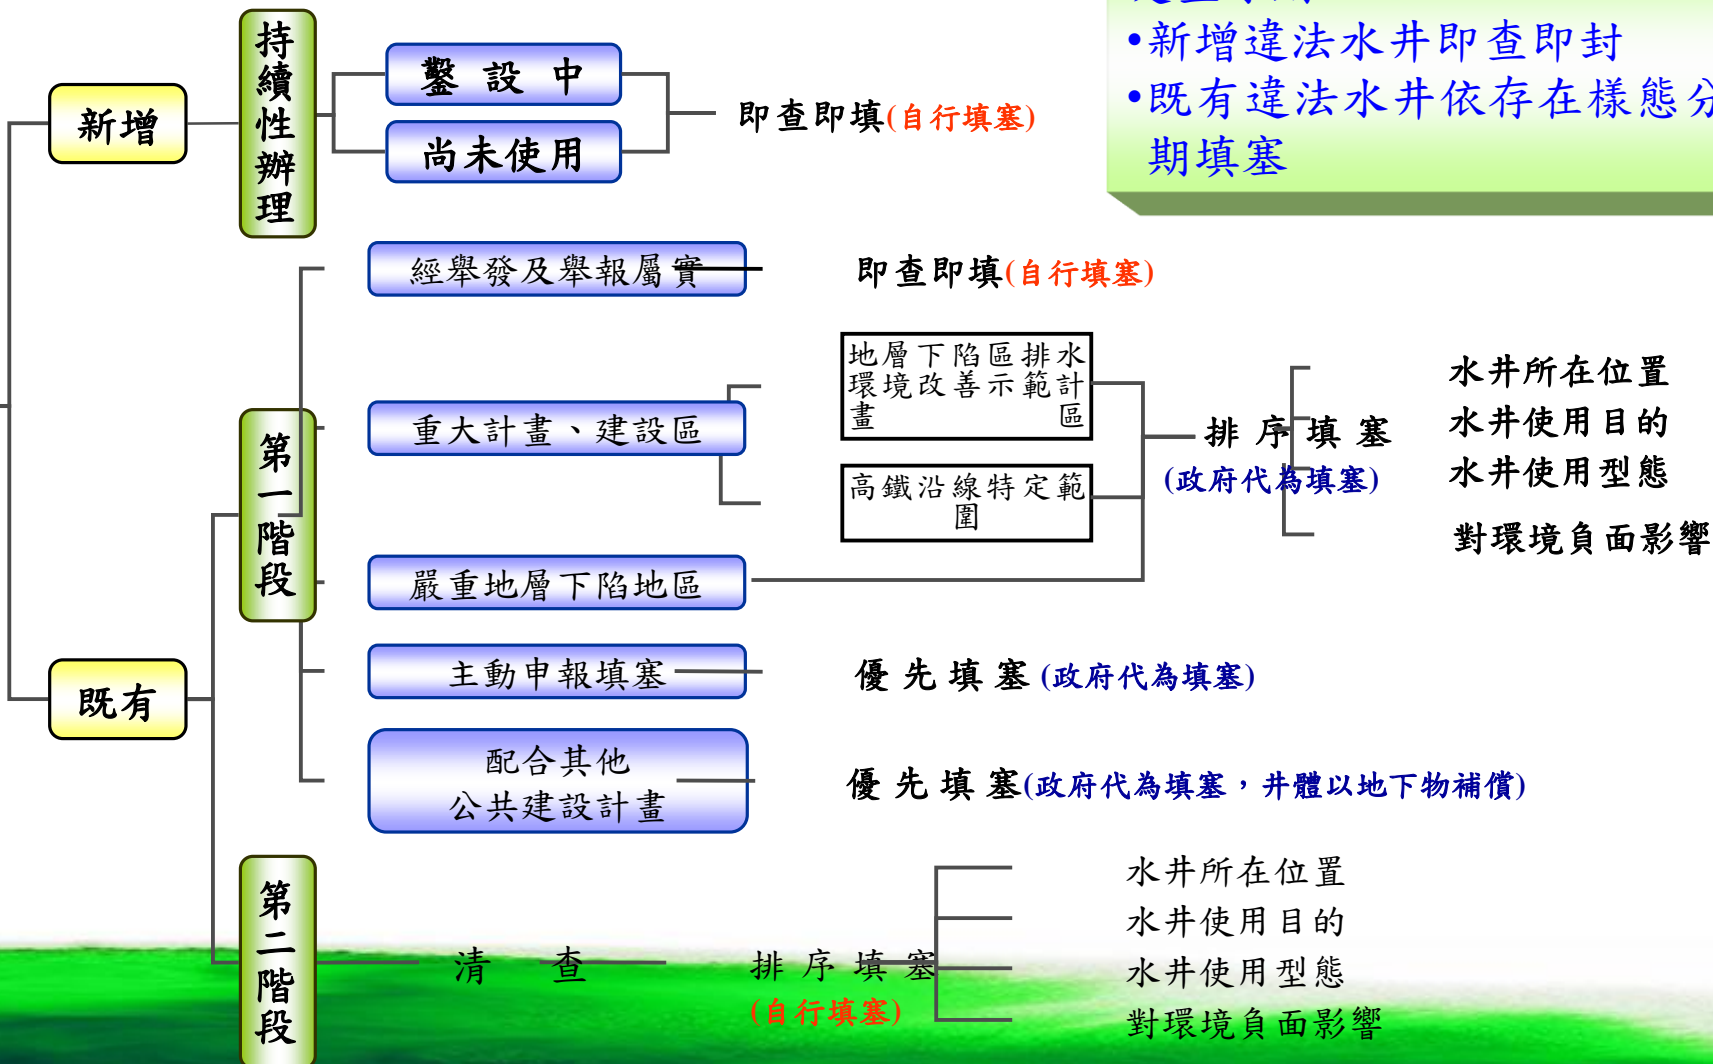 •新增違法水井即查即封
•既有違法水井依存在樣態分
期填塞
新增
持續性辦理
鑿設中
尚未使用
即查即填(自行填塞)
既有
第一階段
經舉發及舉報屬實
即查即填(自行填塞)
重大計畫、建設區
地層下陷區排水
環境改善示範計
畫區
高鐵沿線特定範
圍
嚴重地層下陷地區
排序填塞
(政府代為填塞)
水井所在位置
水井使用目的
水井使用型態
對環境負面影響
主動申報填塞
優先填塞(政府代為填塞)
配合其他
公共建設計畫
優先填塞(政府代為填塞，井體以地下物補償)
第二階段
清查
排序填塞
(自行填塞)
水井所在位置
水井使用目的
水井使用型態
對環境負面影響